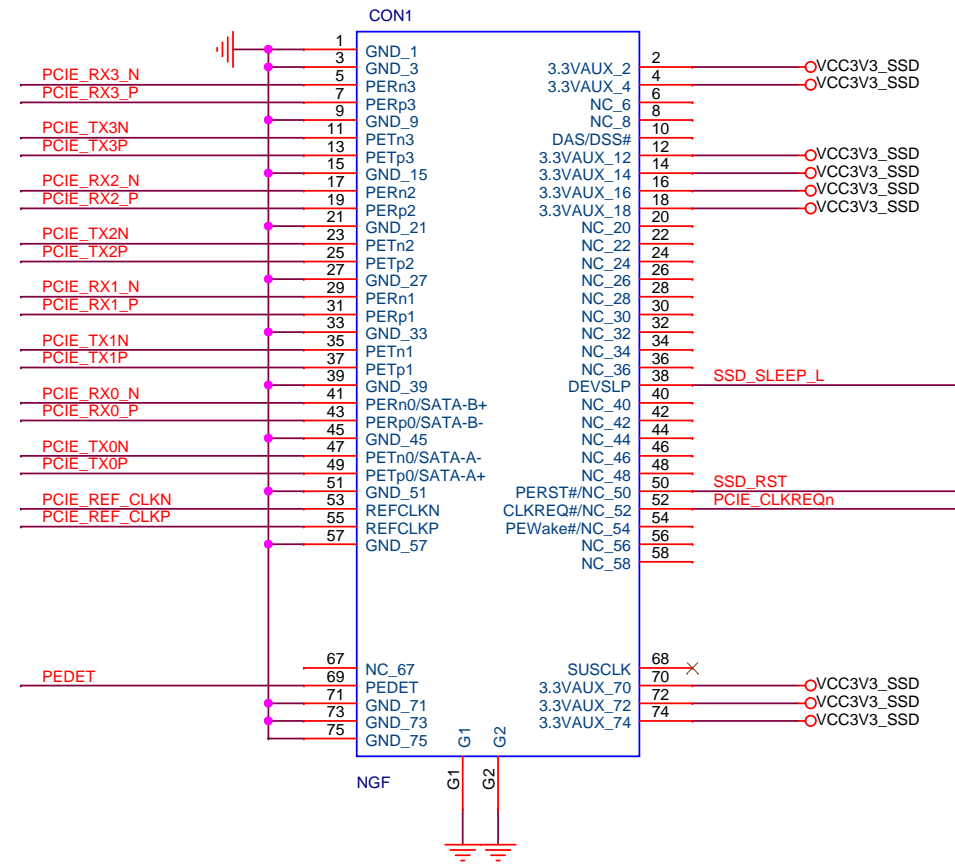 CON1
1 GND_1
3 GND_3
PCIE_RX3_N 5 PERn3
PCIE_RX3_P 7 PERp3
9 GND_9
PCIE_TX3N 11 PETn3
PCIE_TX3P 13 PETp3
15 GND_15
PCIE_RX2_N 17 PERn2
PCIE_RX2_P 19 PERp2
21 GND_21
PCIE_TX2N 23 PETn2
PCIE_TX2P 25 PETp2
27 GND_27
PCIE_RX1_N 29 PERn1
PCIE_RX1_P 31 PERp1
33 GND_33
PCIE_TX1N 35 PETn1
PCIE_TX1P 37 PETp1
39 GND_39
PCIE_RX0_N 41 PERn0/SATA-B+
PCIE_RX0_P 43 PERp0/SATA-B-
45 GND_45
PCIE_TX0N 47 PETn0/SATA-A-
PCIE_TX0P 49 PETp0/SATA-A+
51 GND_51
PCIE_REF_CLKN 53 REFCLKN
PCIE_REF_CLKP 55 REFCLKP
57 GND_57
67 NC_67
PEDET 69 PEDET
71 GND_71
73 GND_73
75 GND_75
3.3VAUX_2 2 VCC3V3_SSD
3.3VAUX_4 4 VCC3V3_SSD
NC_6 6
NC_8 8
DAS/DSS# 10
3.3VAUX_12 12 VCC3V3_SSD
3.3VAUX_14 14 VCC3V3_SSD
3.3VAUX_16 16 VCC3V3_SSD
3.3VAUX_18 18 VCC3V3_SSD
NC_20 20
NC_22 22
NC_24 24
NC_26 26
NC_28 28
NC_30 30
NC_32 32
NC_34 34
NC_36 36
DEVSLP 38 SSD_SLEEP_L
NC_40 40
NC_42 42
NC_44 44
NC_46 46
NC_48 48
PERST#/NC_50 50 SSD_RST
CLKREQ#/NC_52 52 PCIE_CLKREQn
PEWake#/NC_54 54
NC_56 56
NC_58 58
SUSCLK 68
3.3VAUX_70 70 VCC3V3_SSD
3.3VAUX_72 72 VCC3V3_SSD
3.3VAUX_74 74 VCC3V3_SSD
G1 G2
G1 G2
NGF